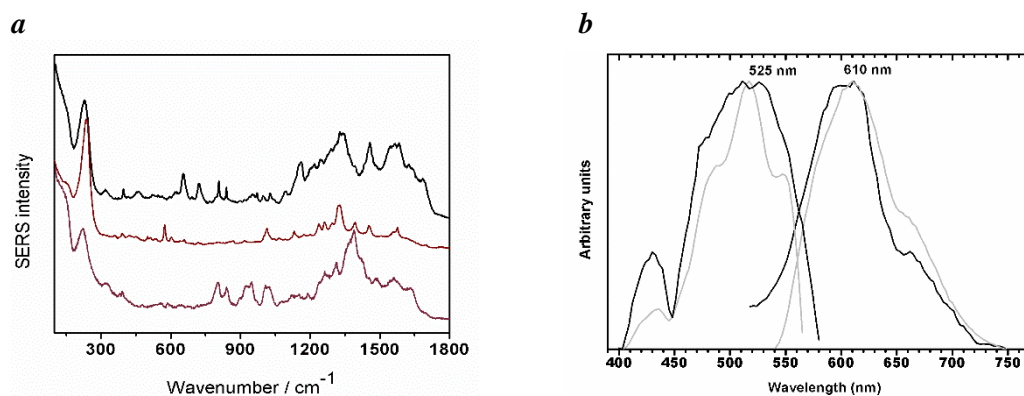 a
SERS intensity
300 600 900 1200 1500 1800
Wavenumber / cm-1
b
525 nm 610 nm
Arbitrary units
400 450 500 550 600 650 700 750
Wavelength (nm)